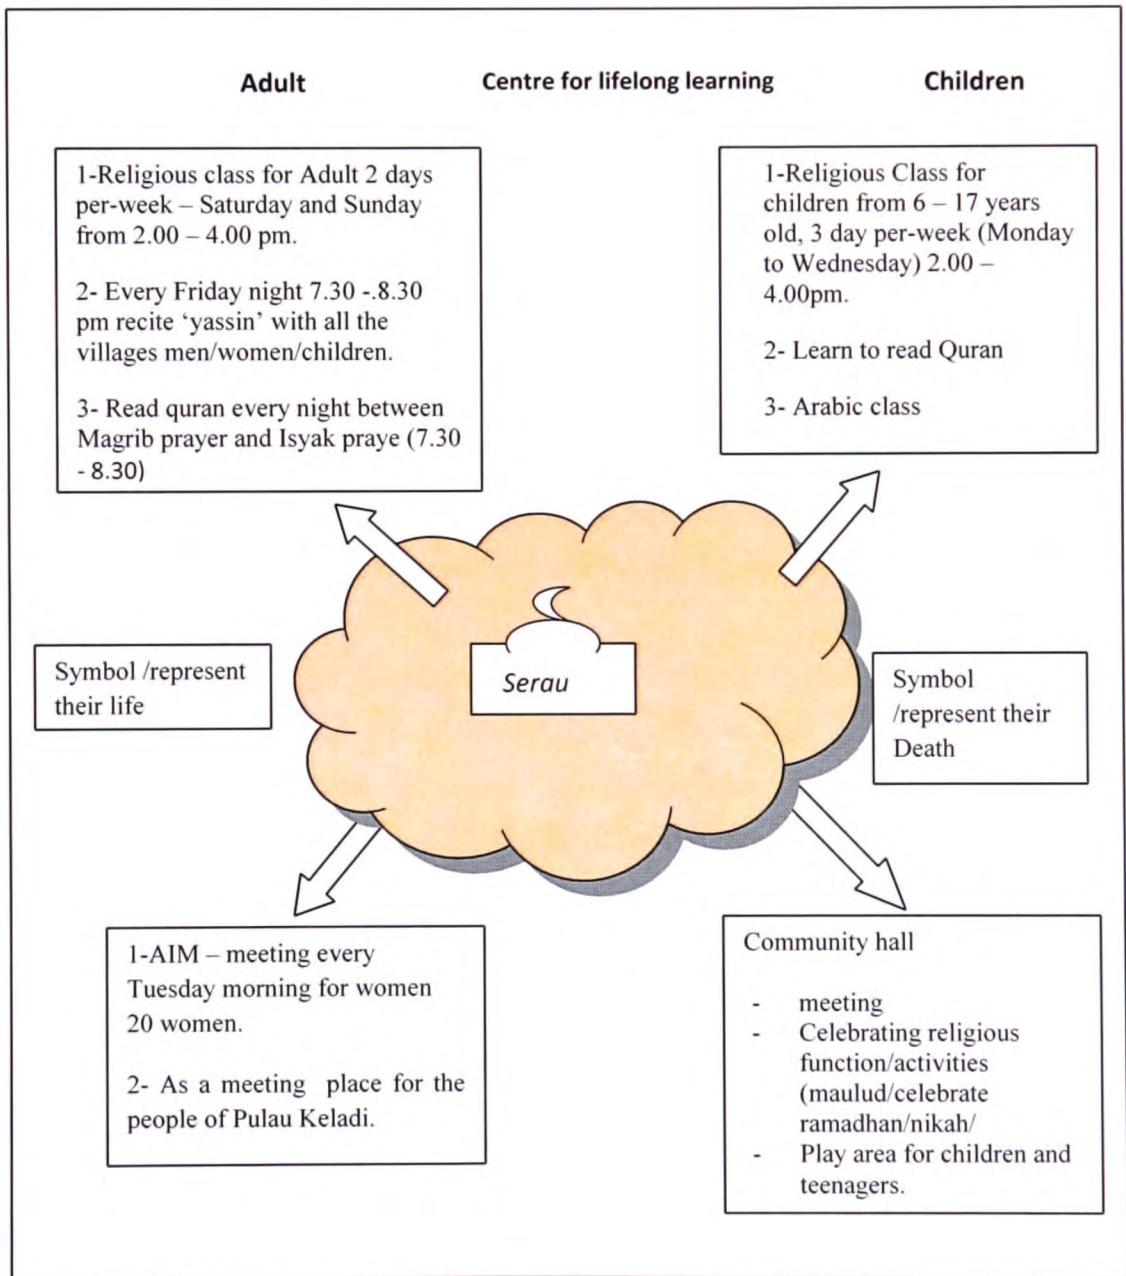 Adult
Centre for lifelong learning
Children
1-Religious class for Adult 2 days
per-week – Saturday and Sunday
from 2.00 – 4.00 pm.
2- Every Friday night 7.30 -.8.30
pm recite ‘yassin’ with all the
villages men/women/children.
3- Read quran every night between
Magrib prayer and Isyak praye (7.30
- 8.30)
1-Religious Class for
children from 6 – 17 years
old, 3 day per-week (Monday
to Wednesday) 2.00 –
4.00pm.
2- Learn to read Quran
3- Arabic class
Symbol /represent
their life
Serau
Symbol
/represent their
Death
1-AIM – meeting every
Tuesday morning for women
20 women.
2- As a meeting place for the
people of Pulau Keladi.
Community hall
- meeting
- Celebrating religious
function/activities
(maulud/celebrate
ramadhan/nikah/
- Play area for children and
teenagers.